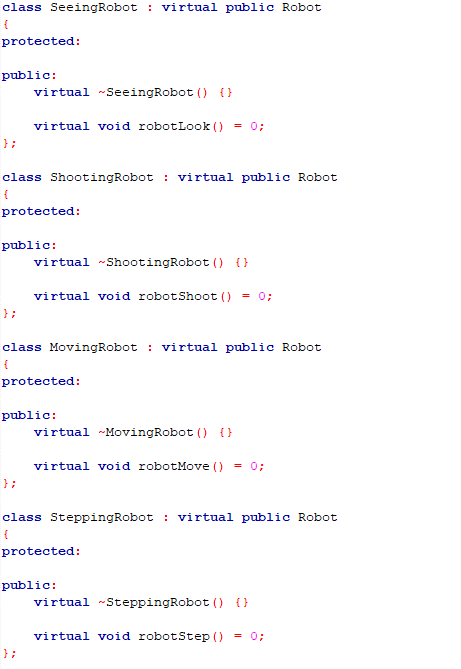 class SeeingRobot : virtual public Robot
{
protected:

public:
    virtual ~SeeingRobot() {}

    virtual void robotLook() = 0;
};

class ShootingRobot : virtual public Robot
{
protected:

public:
    virtual ~ShootingRobot() {}

    virtual void robotShoot() = 0;
};

class MovingRobot : virtual public Robot
{
protected:

public:
    virtual ~MovingRobot() {}

    virtual void robotMove() = 0;
};

class SteppingRobot : virtual public Robot
{
protected:

public:
    virtual ~SteppingRobot() {}

    virtual void robotStep() = 0;
};